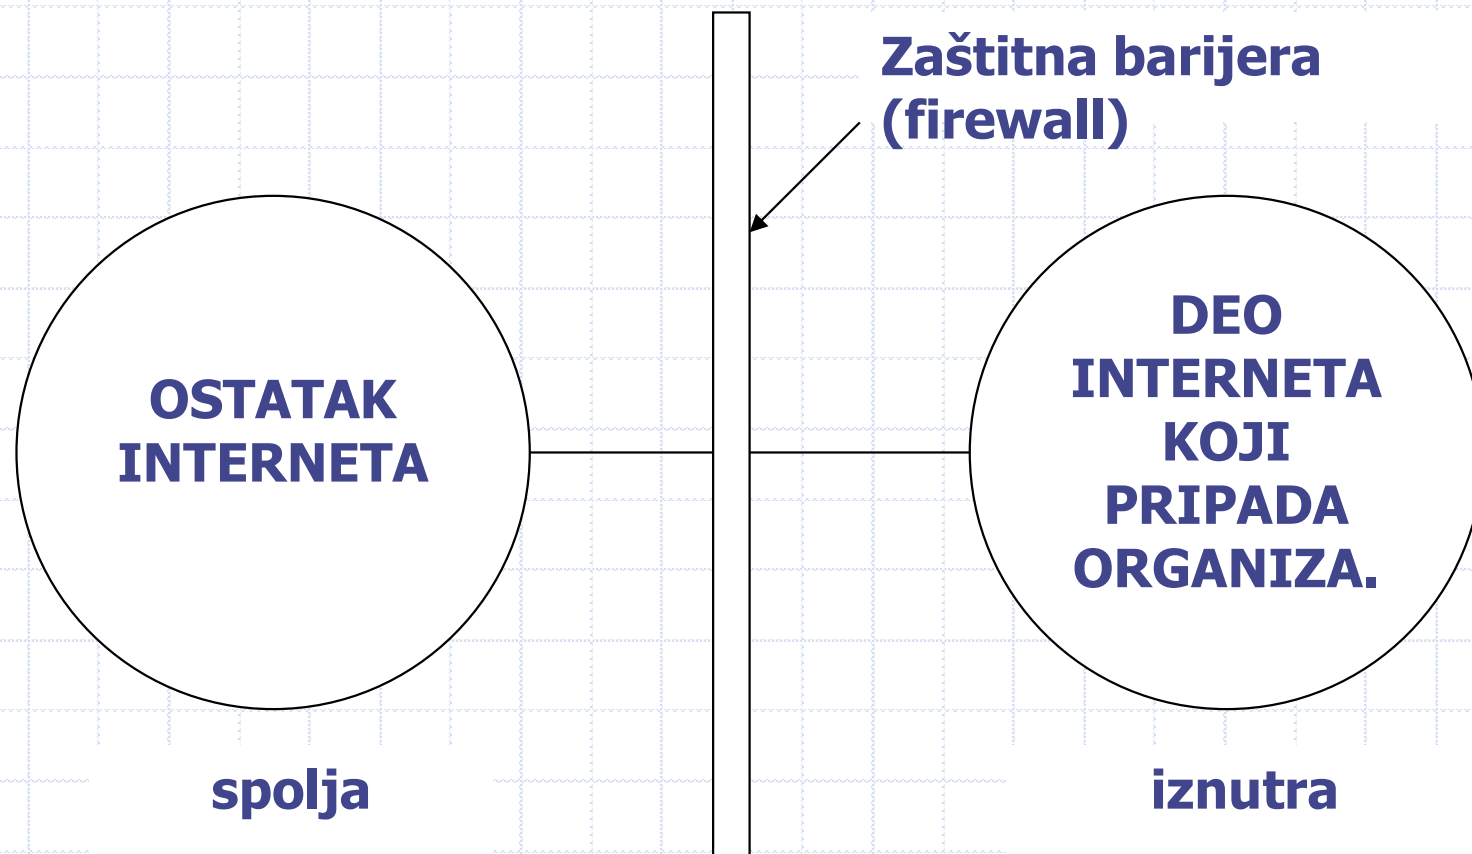 Zaštitna barijera
(firewall)
OSTATAK
INTERNETA
DEO
INTERNETA
KOJI
PRIPADA
ORGANIZA.
spolja
iznutra